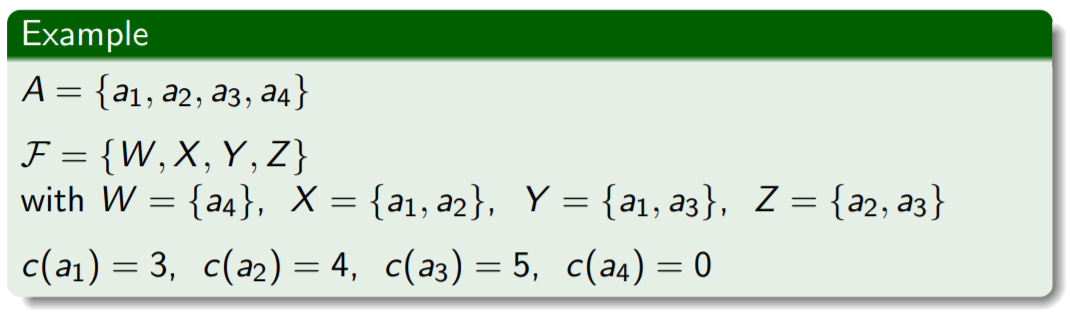 Example
A = {a₁, a₂, a₃, a₄}
ℱ = {W, X, Y, Z}
with W = {a₄}, X = {a₁, a₂}, Y = {a₁, a₃}, Z = {a₂, a₃}
c(a₁) = 3, c(a₂) = 4, c(a₃) = 5, c(a₄) = 0